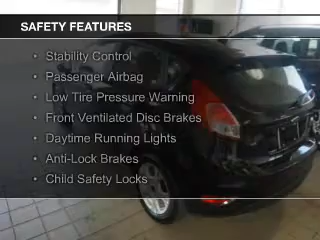 SAFETY FEATURES
• Stability Control
• Passenger Airbag
• Low Tire Pressure Warning
• Front Ventilated Disc Brakes
• Daytime Running Lights
• Anti-Lock Brakes
• Child Safety Locks